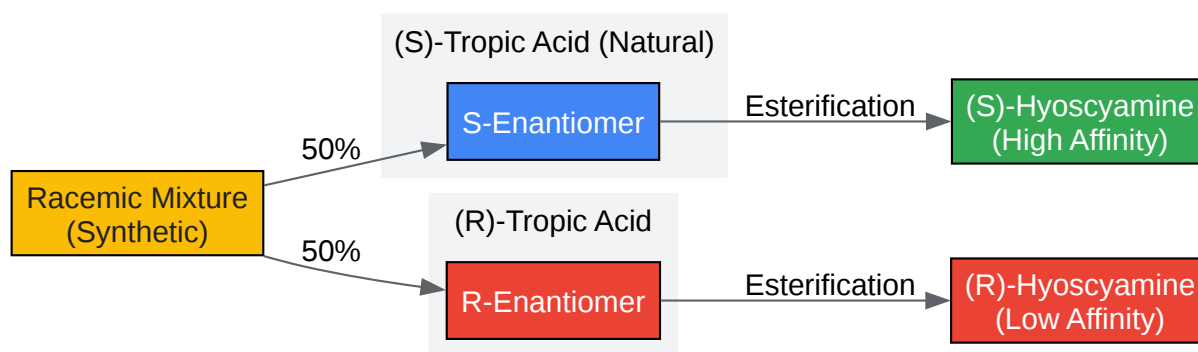 (S)-Tropic Acid (Natural)
S-Enantiomer
Esterification
(S)-Hyoscyamine
(High Affinity)
50%
Racemic Mixture
(Synthetic)
50%
(R)-Tropic Acid
R-Enantiomer
Esterification
(R)-Hyoscyamine
(Low Affinity)